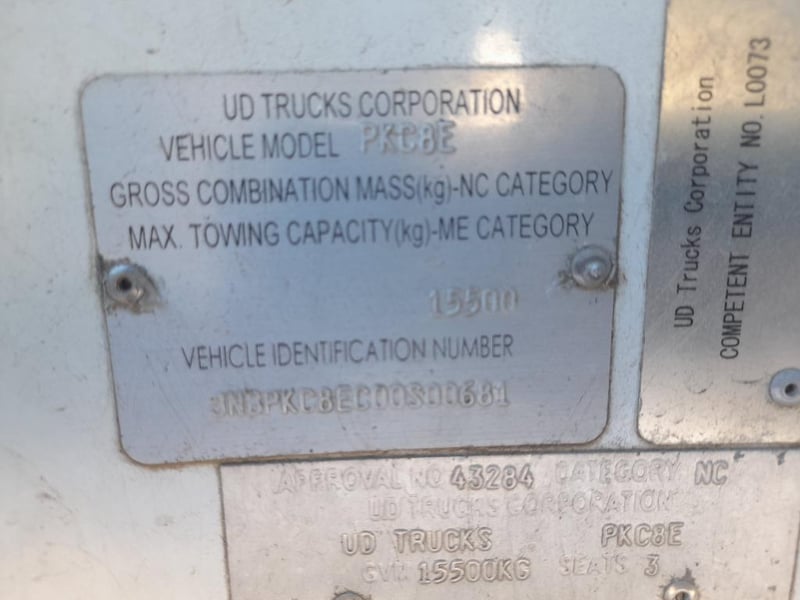 UD TRUCKS CORPORATION
VEHICLE MODEL PKC8E
GROSS COMBINATION MASS(kg)-NC CATEGORY
MAX. TOWING CAPACITY(kg)-ME CATEGORY
15500
VEHICLE IDENTIFICATION NUMBER
JNBPKC8EC00S00681
UD Trucks Corporation
COMPETENT ENTITY NO. L0073
APPROVAL NO 43284 CATEGORY NC
UD TRUCKS CORPORATION
UD TRUCKS PKC8E
GVM 15500KG SEATS 3